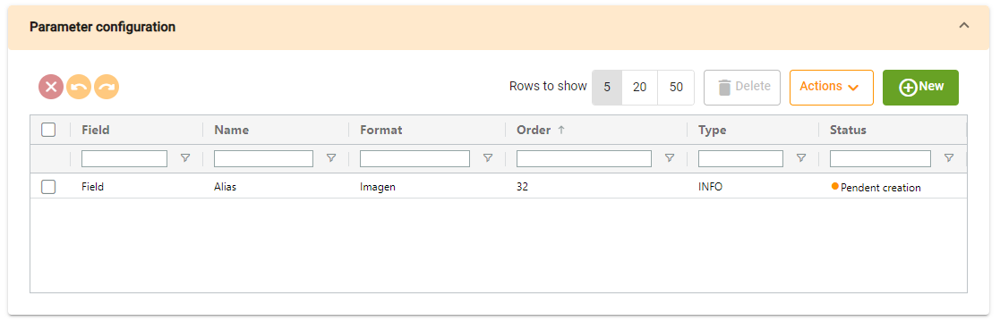 Parameter configuration
Rows to show 5 20 50 Delete Actions New
Field Name Format Order Type Status
Field Alias Imagen 32 INFO Pendent creation